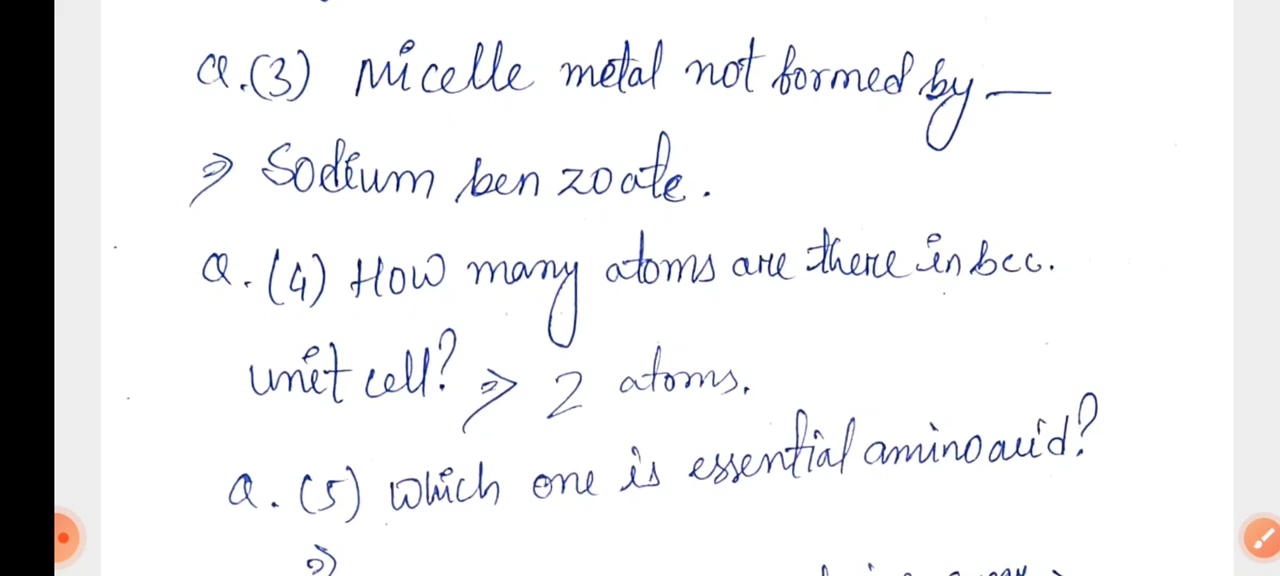 Q.(3) Micelle metal not formed by —
⇒ Sodium benzoate.
Q.(4) How many atoms are there in bcc.
unit cell? ⇒ 2 atoms.
Q.(5) which one is essential amino acid?
⇒